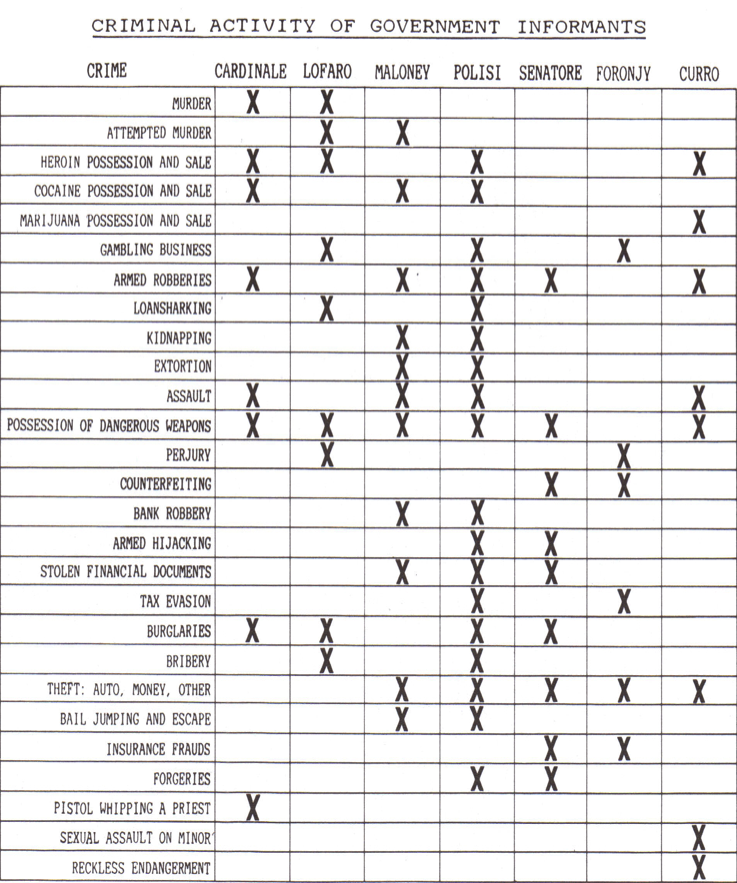 CRIMINAL ACTIVITY OF GOVERNMENT INFORMANTS
CRIME CARDINALE LOFARO MALONEY POLISI SENATORE FORONJY CURRO
MURDER X X
ATTEMPTED MURDER X X
HEROIN POSSESSION AND SALE X X X X
COCAINE POSSESSION AND SALE X X X
MARIJUANA POSSESSION AND SALE X
GAMBLING BUSINESS X X X
ARMED ROBBERIES X X X X X
LOANSHARKING X X
KIDNAPPING X X
EXTORTION X X
ASSAULT X X X X
POSSESSION OF DANGEROUS WEAPONS X X X X X X
PERJURY X X
COUNTERFEITING X X
BANK ROBBERY X X
ARMED HIJACKING X X
STOLEN FINANCIAL DOCUMENTS X X X
TAX EVASION X X
BURGLARIES X X X X
BRIBERY X X
THEFT: AUTO, MONEY, OTHER X X X X X
BAIL JUMPING AND ESCAPE X X
INSURANCE FRAUDS X X
FORGERIES X X
PISTOL WHIPPING A PRIEST X
SEXUAL ASSAULT ON MINOR X
RECKLESS ENDANGERMENT X